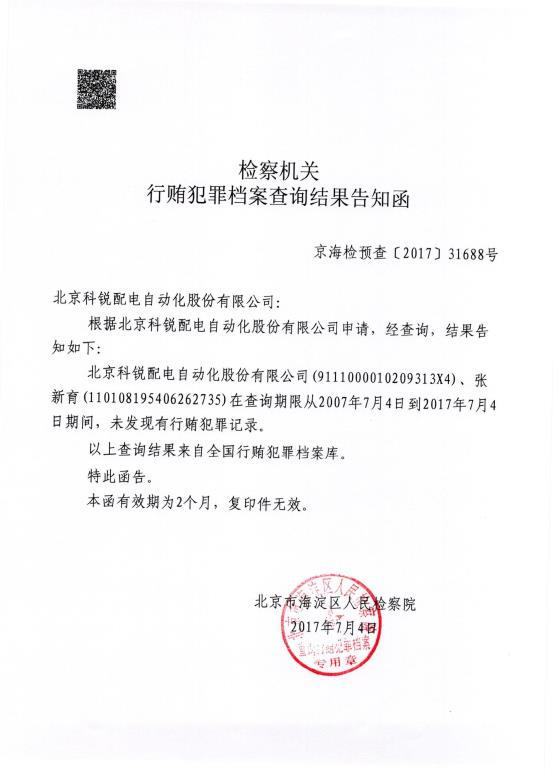 检察机关
行贿犯罪档案查询结果告知函
京海检预查〔2017〕31688号
北京科锐配电自动化股份有限公司:
根据北京科锐配电自动化股份有限公司申请，经查询，结果告
知如下:
北京科锐配电自动化股份有限公司(9111000010209313X4)、张
新育(110108195406262735)在查询期限从2007年7月4日到2017年7月4
日期间，未发现有行贿犯罪记录。
以上查询结果来自全国行贿犯罪档案库。
特此函告。
本函有效期为2个月，复印件无效。
北京市海淀区人民检察院
2017年7月4日
查询行贿犯罪档案
专用章